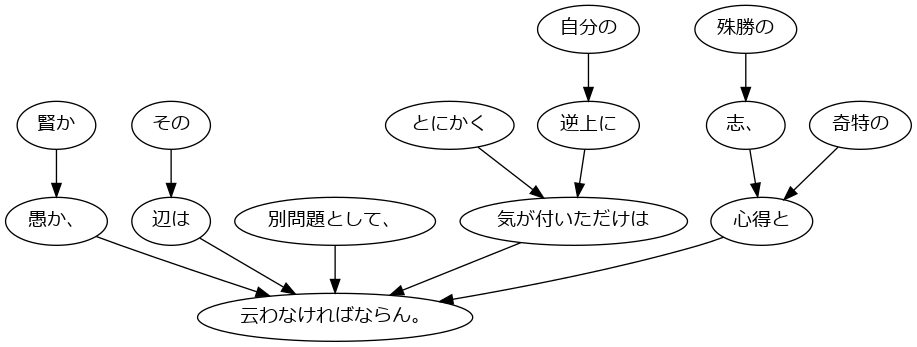 自分の
殊勝の
賢か
その
とにかく
逆上に
志、
奇特の
愚か、
辺は
別問題として、
気が付いただけは
心得と
云わなければならん。